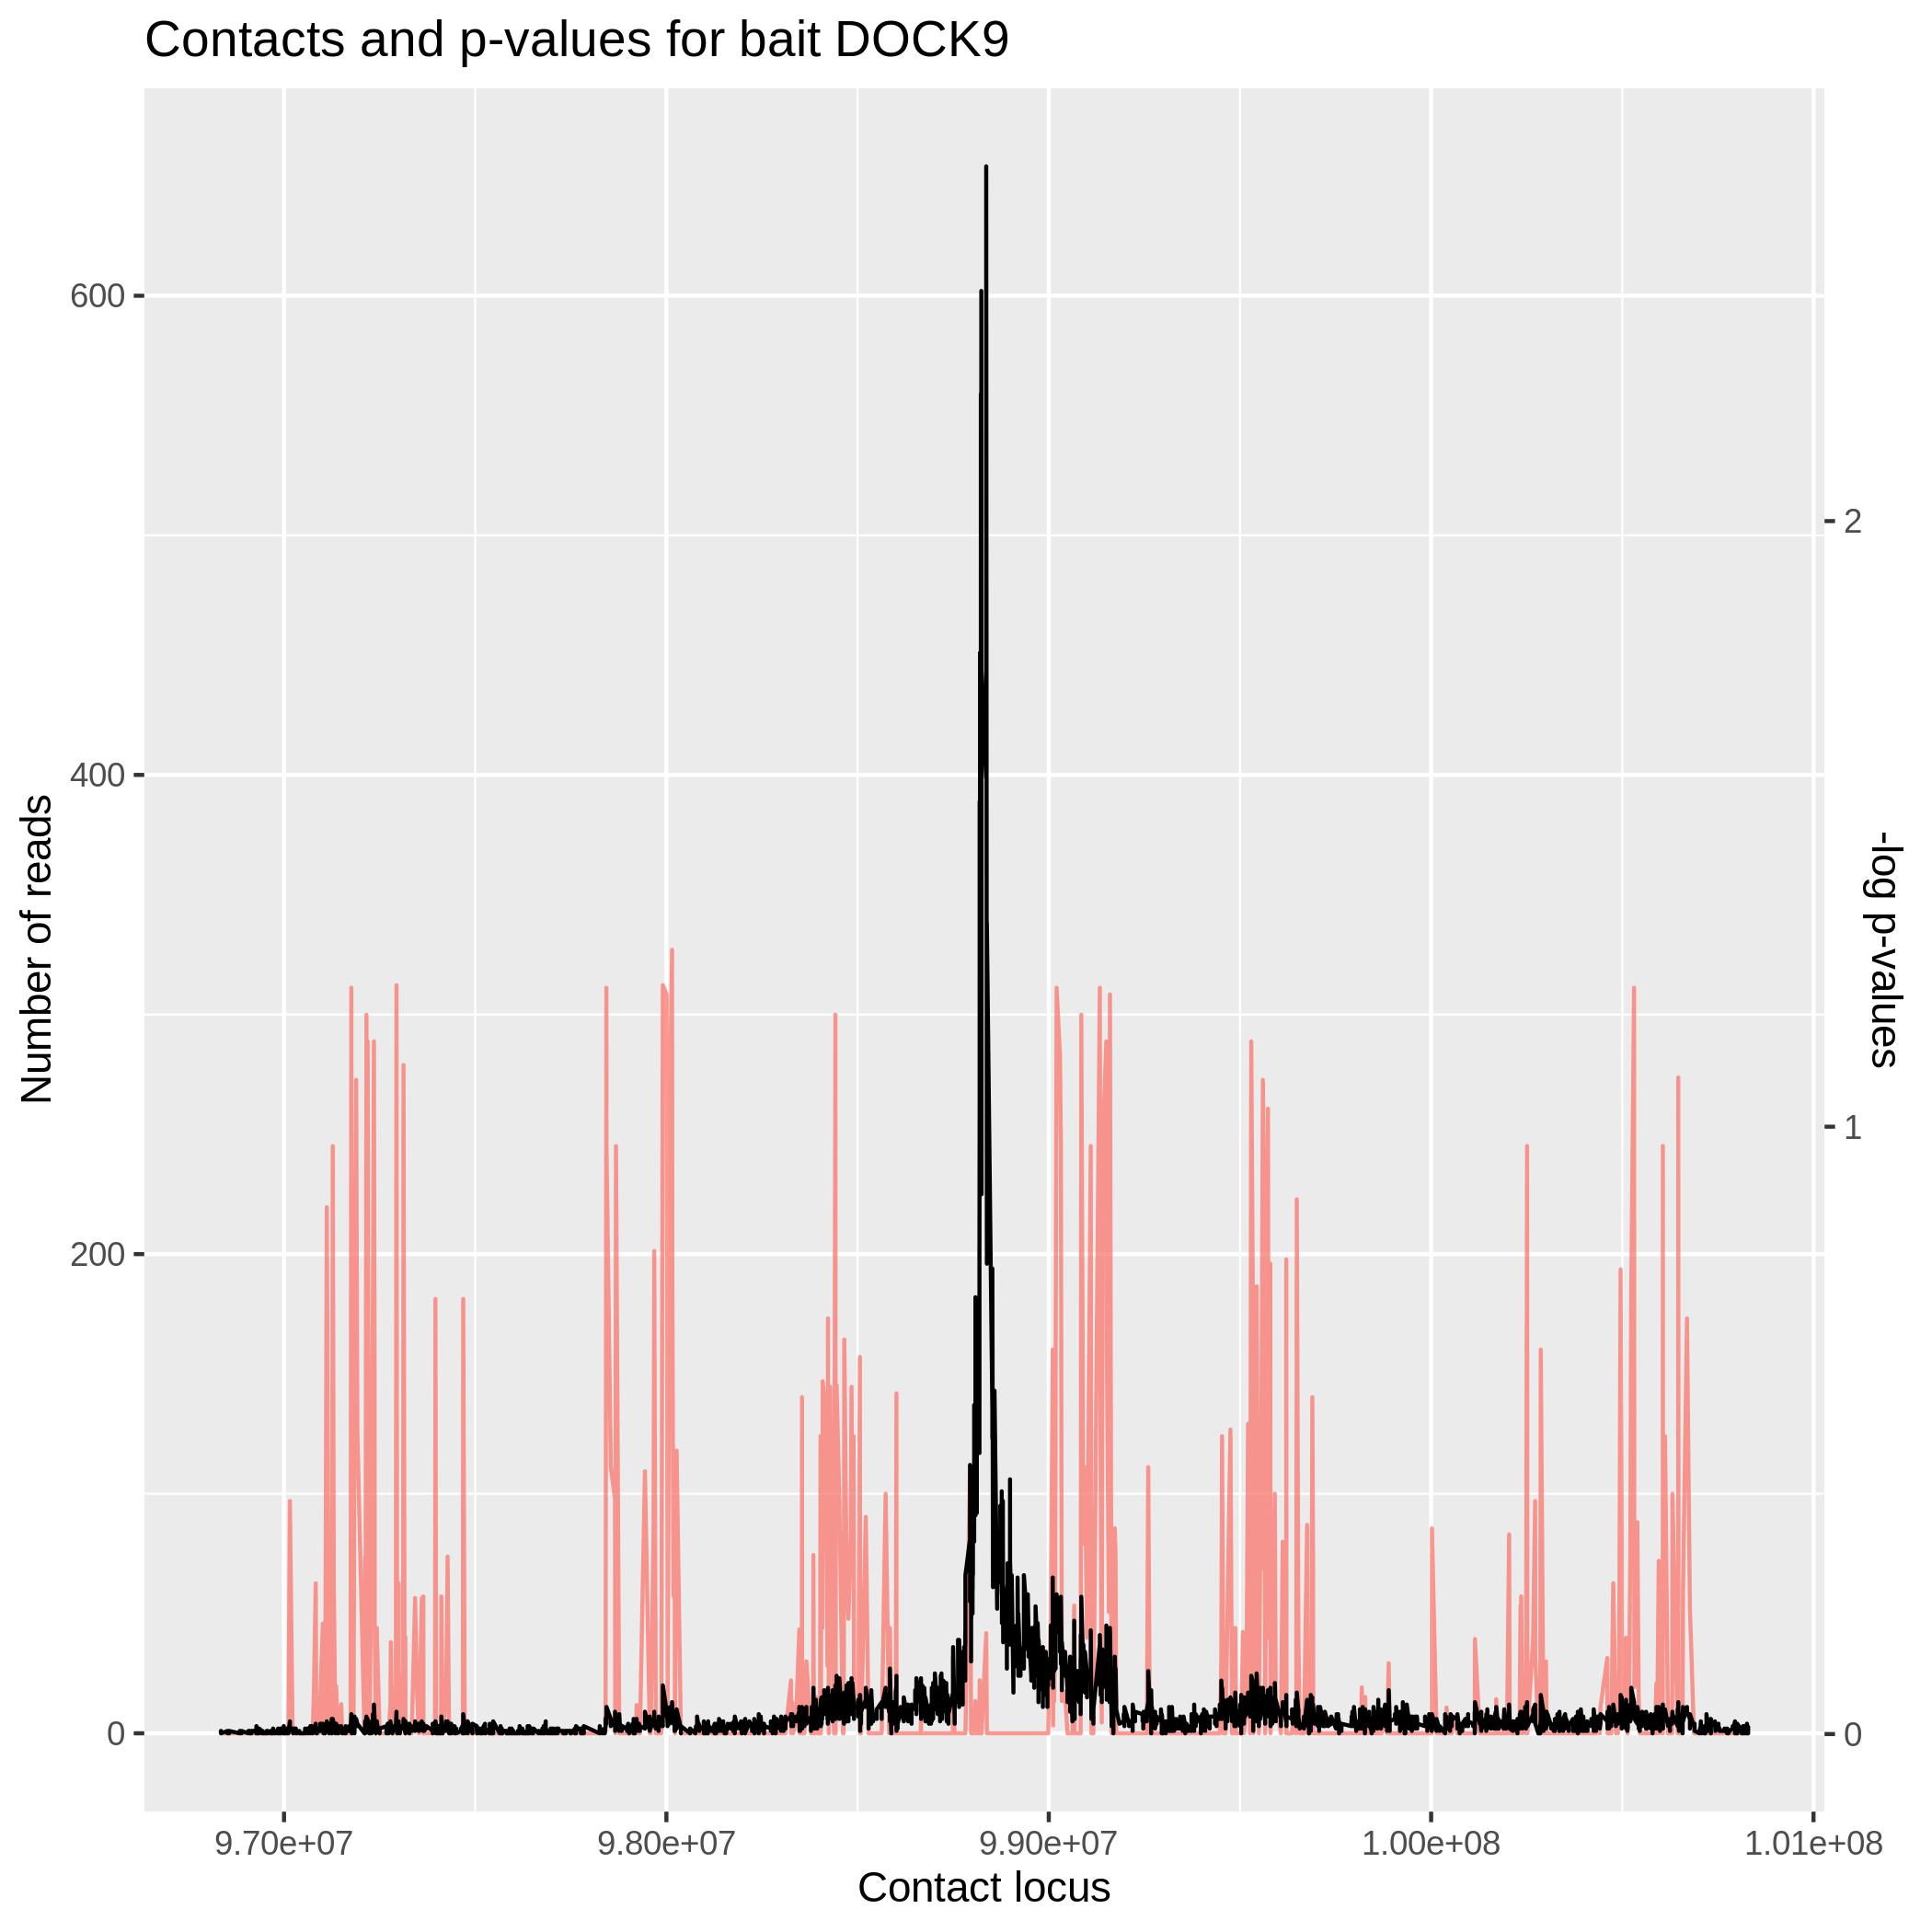 Contacts and p-values for bait DOCK9
600
400
200
0
Number of reads
2
1
0
-log p-values
9.70e+07 9.80e+07 9.90e+07 1.00e+08 1.01e+08
Contact locus